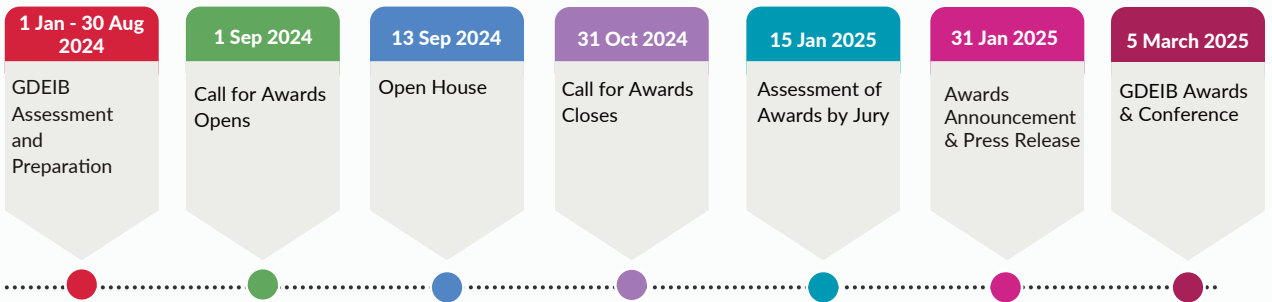 1 Jan - 30 Aug
2024
GDEIB
Assessment
and
Preparation
1 Sep 2024
Call for Awards
Opens
13 Sep 2024
Open House
31 Oct 2024
Call for Awards
Closes
15 Jan 2025
Assessment of
Awards by Jury
31 Jan 2025
Awards
Announcement
& Press Release
5 March 2025
GDEIB Awards
& Conference